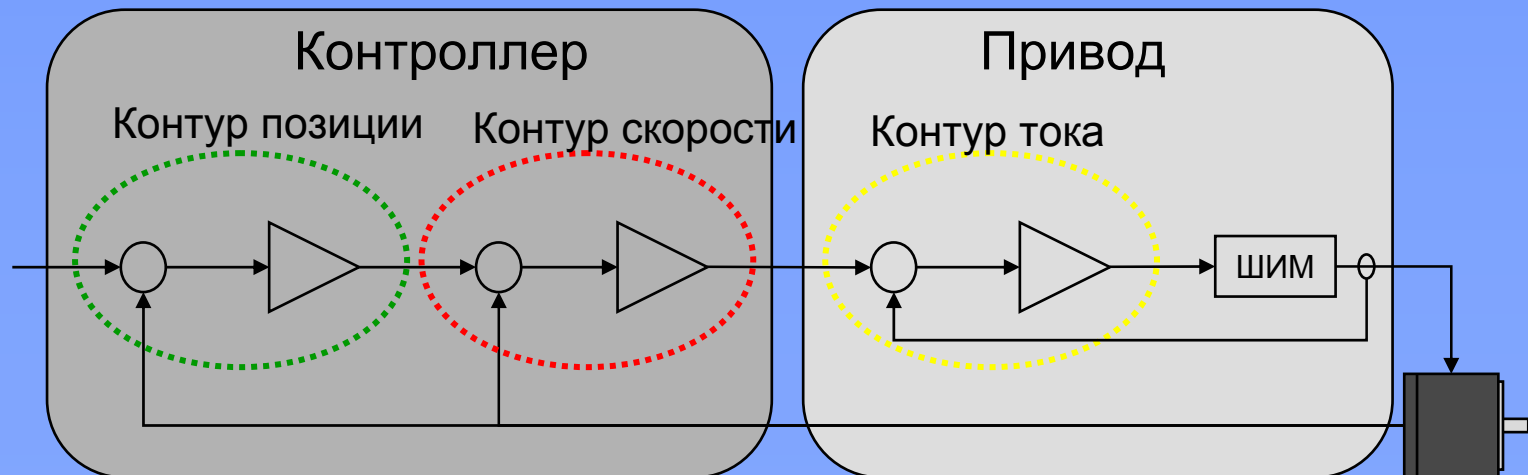 Контроллер
Привод
Контур позиции
Контур скорости
Контур тока
ШИМ